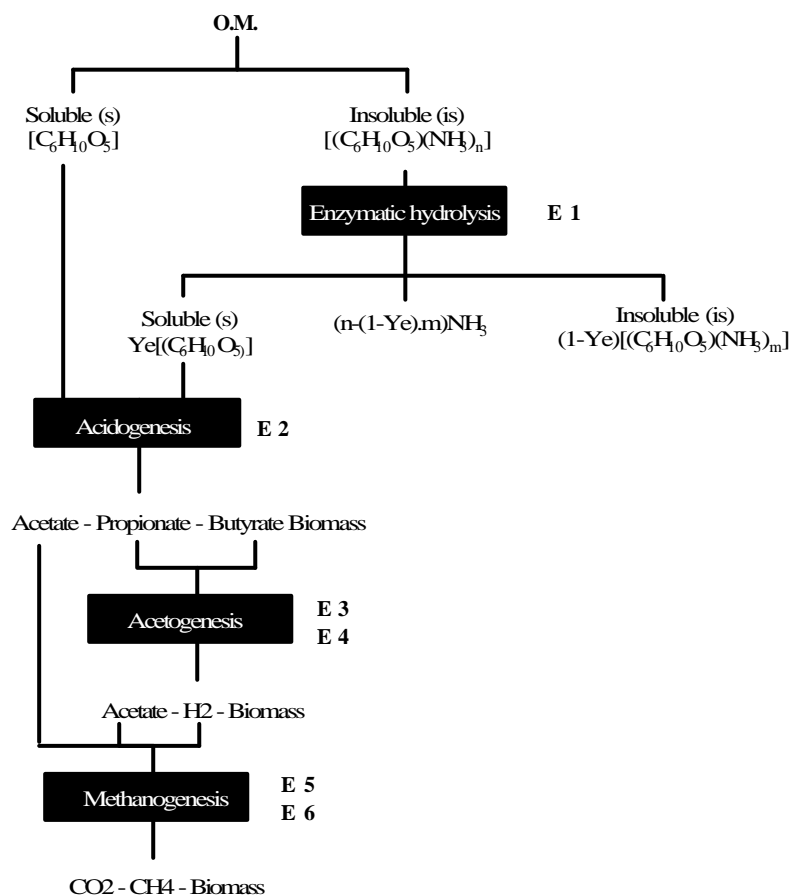 O.M.
Soluble (s)
[C₆H₁₀O₅]
Insoluble (is)
[(C₆H₁₀O₅)(NH₃)ₙ]
Enzymatic hydrolysis
E 1
Soluble (s)
Ye[(C₆H₁₀O₅)]
(n-(1-Ye).m)NH₃
Insoluble (is)
(1-Ye)[(C₆H₁₀O₅)(NH₃)ₘ]
Acidogenesis
E 2
Acetate - Propionate - Butyrate Biomass
Acetogenesis
E 3
E 4
Acetate - H2 - Biomass
Methanogenesis
E 5
E 6
CO2 - CH4 - Biomass